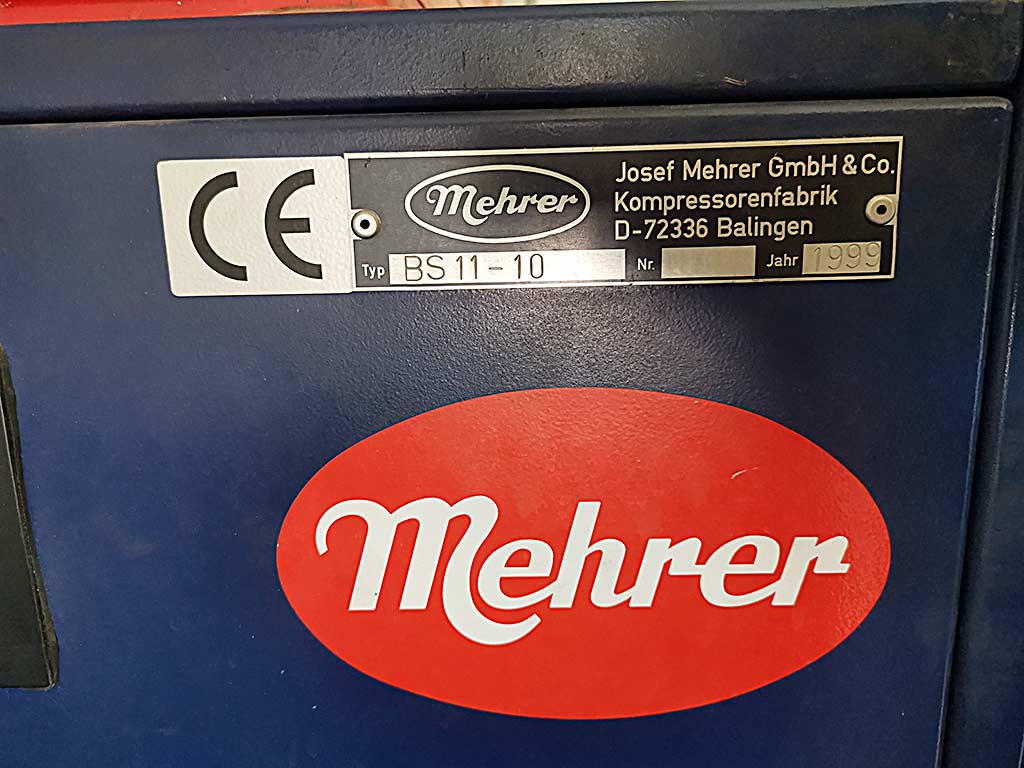 CE
Mehrer
Josef Mehrer GmbH & Co.
Kompressorenfabrik
D-72336 Balingen
Typ BS 11-10 Nr. Jahr 1999
Mehrer